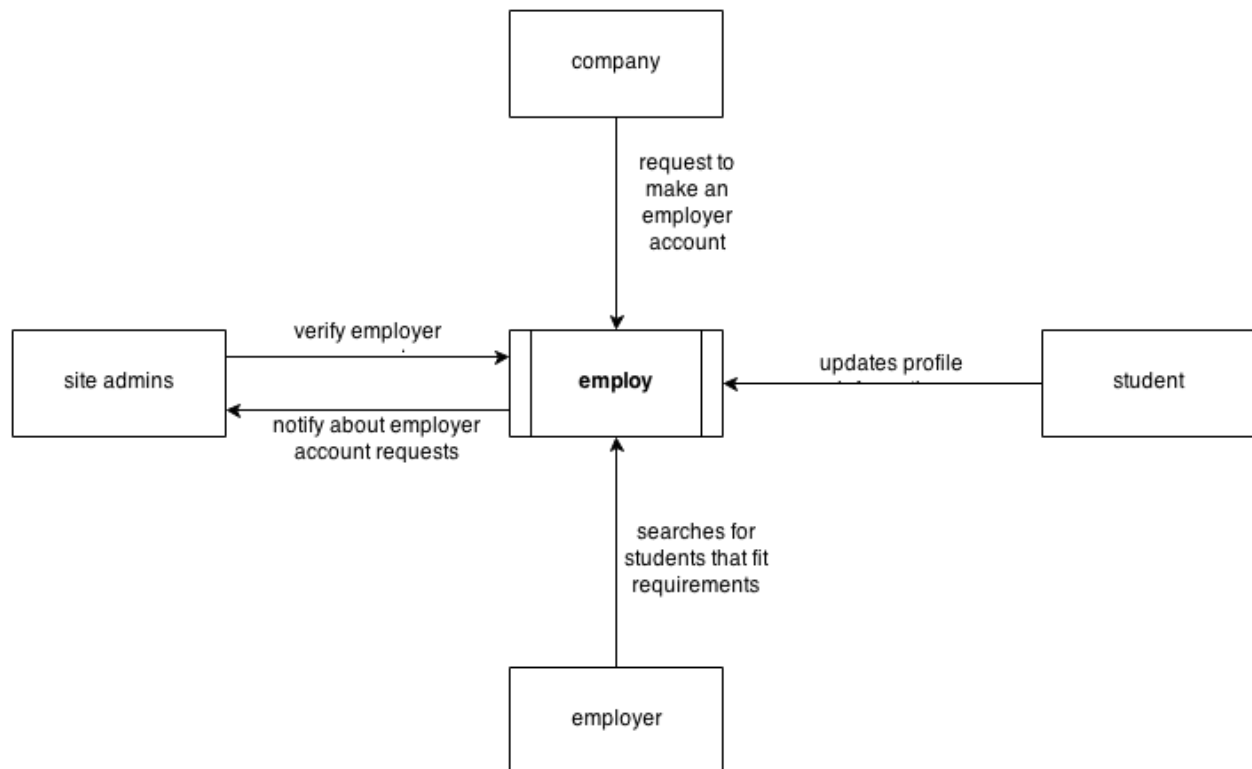 company
request to
make an
employer
account
verify employer
site admins
employ
updates profile
student
notify about employer
account requests
searches for
students that fit
requirements
employer